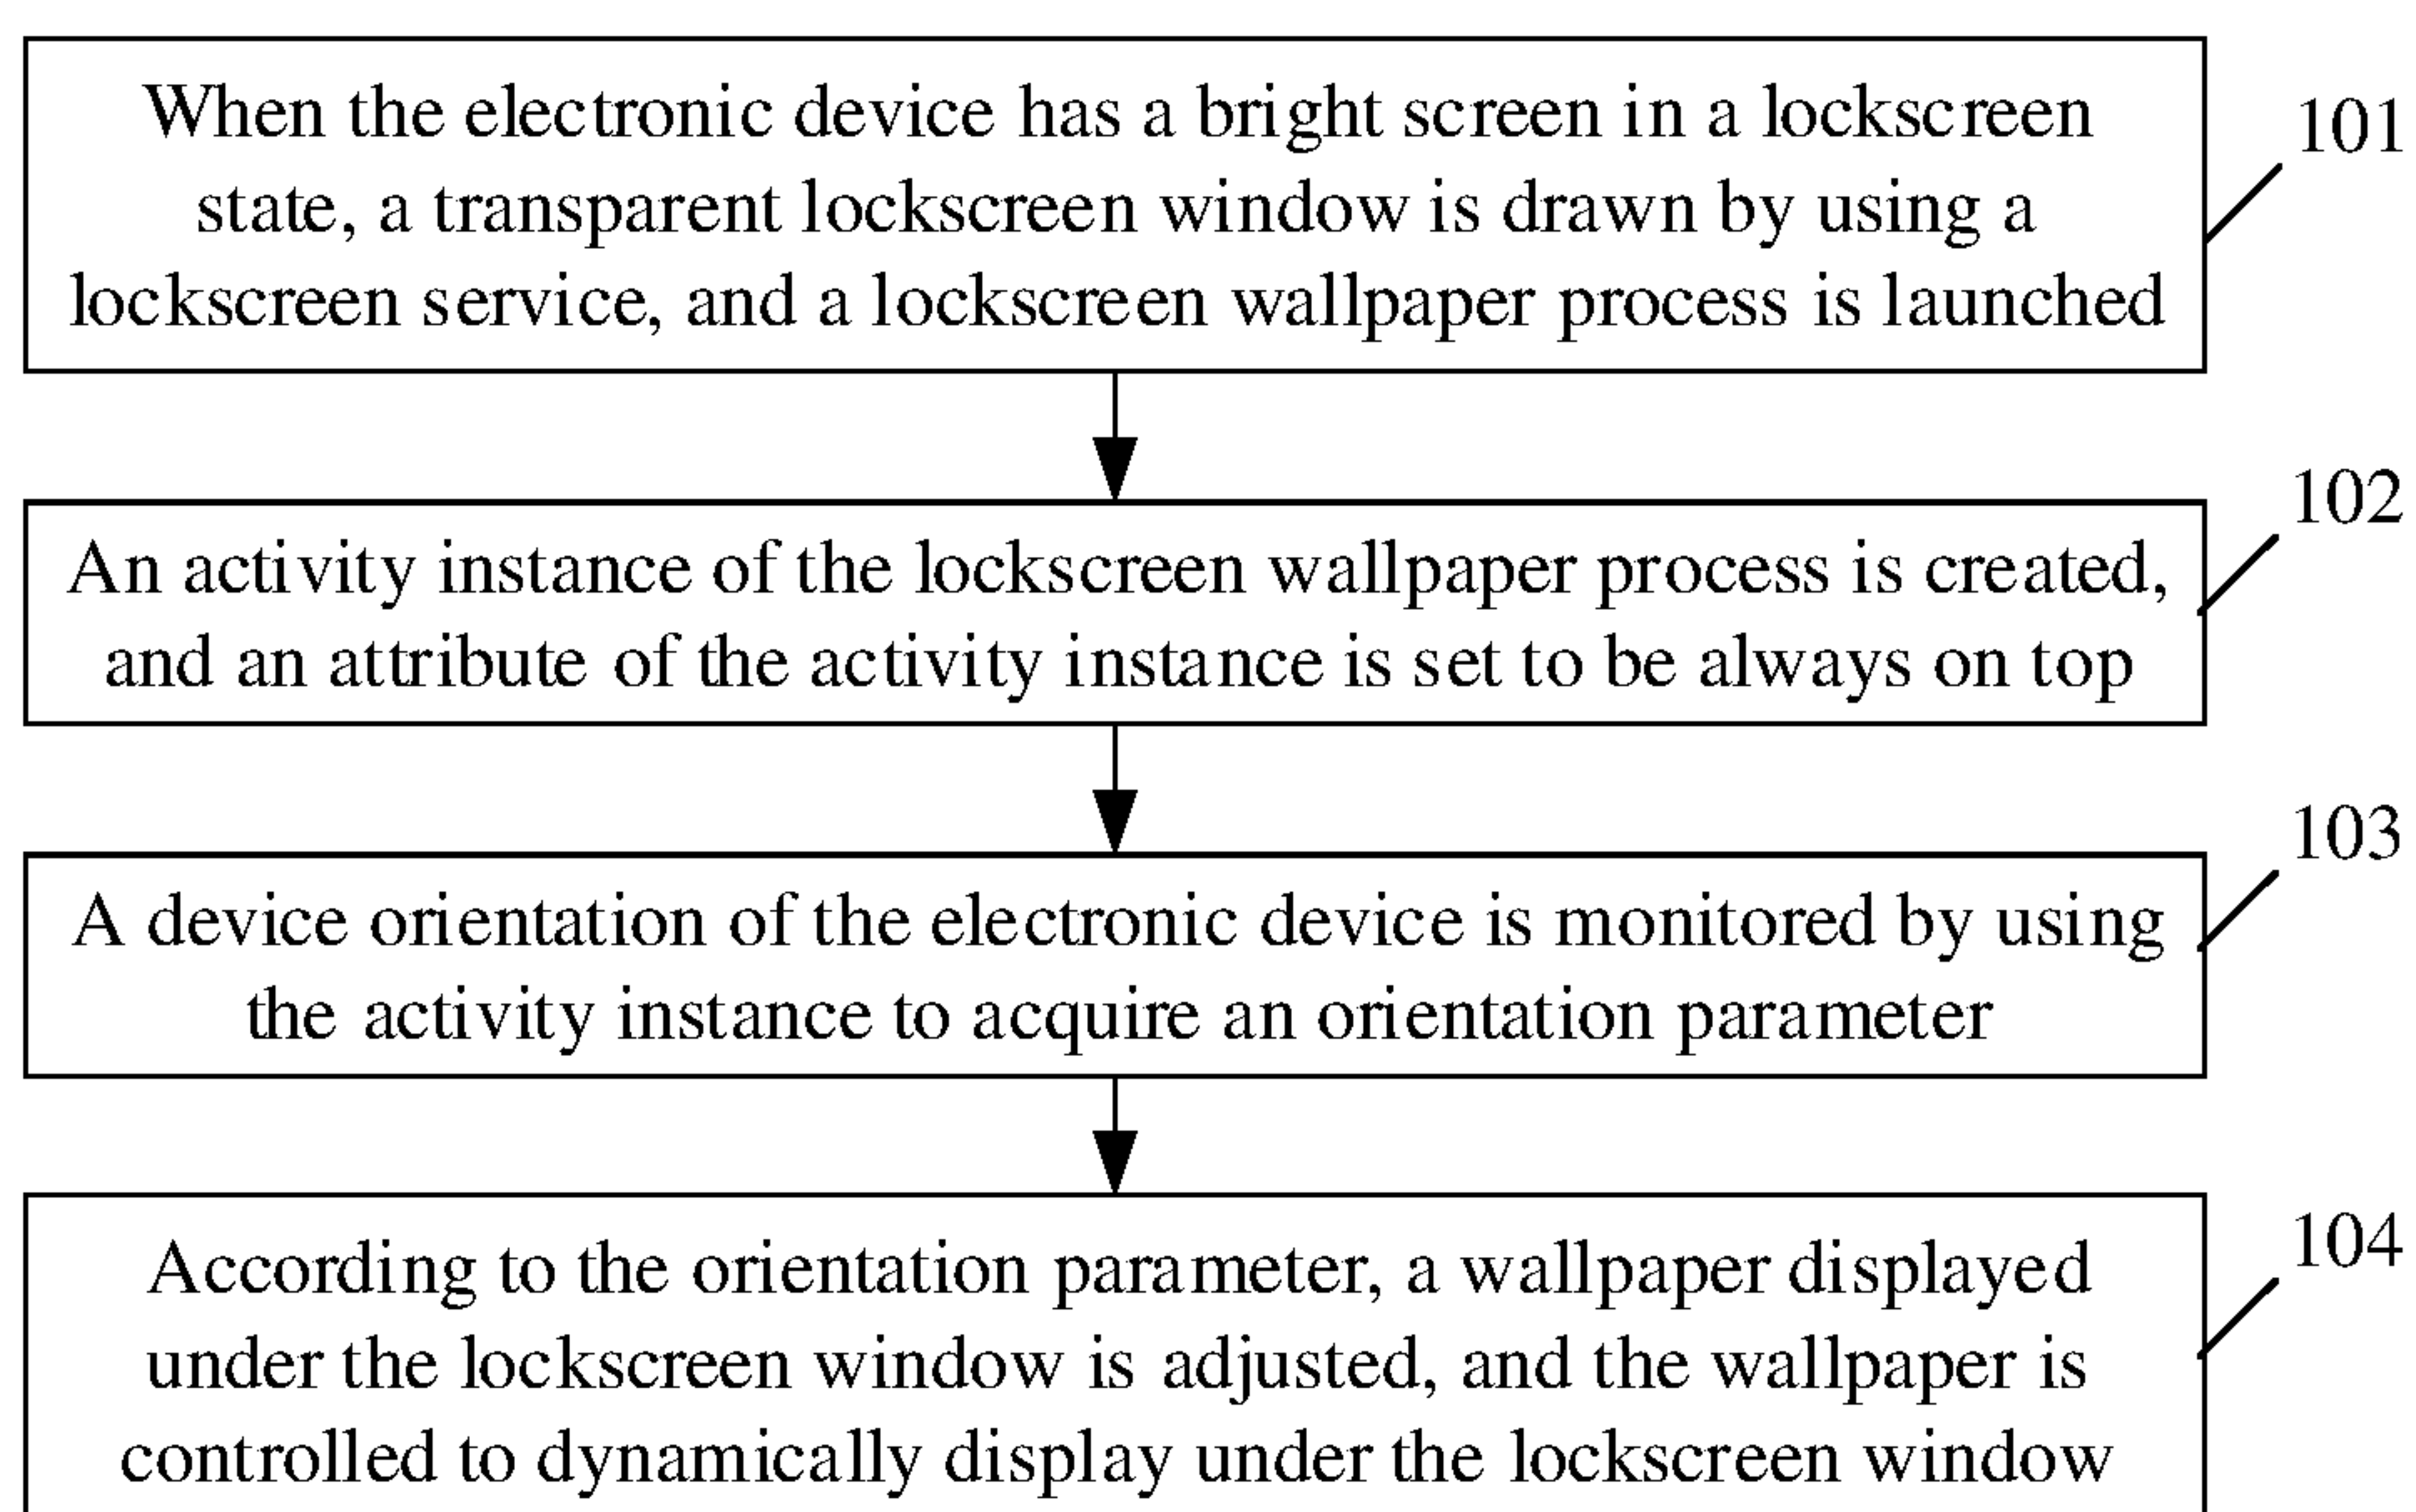 When the electronic device has a bright screen in a lockscreen
state, a transparent lockscreen window is drawn by using a
lockscreen service, and a lockscreen wallpaper process is launched
101
An activity instance of the lockscreen wallpaper process is created,
and an attribute of the activity instance is set to be always on top
102
A device orientation of the electronic device is monitored by using
the activity instance to acquire an orientation parameter
103
According to the orientation parameter, a wallpaper displayed
under the lockscreen window is adjusted, and the wallpaper is
controlled to dynamically display under the lockscreen window
104